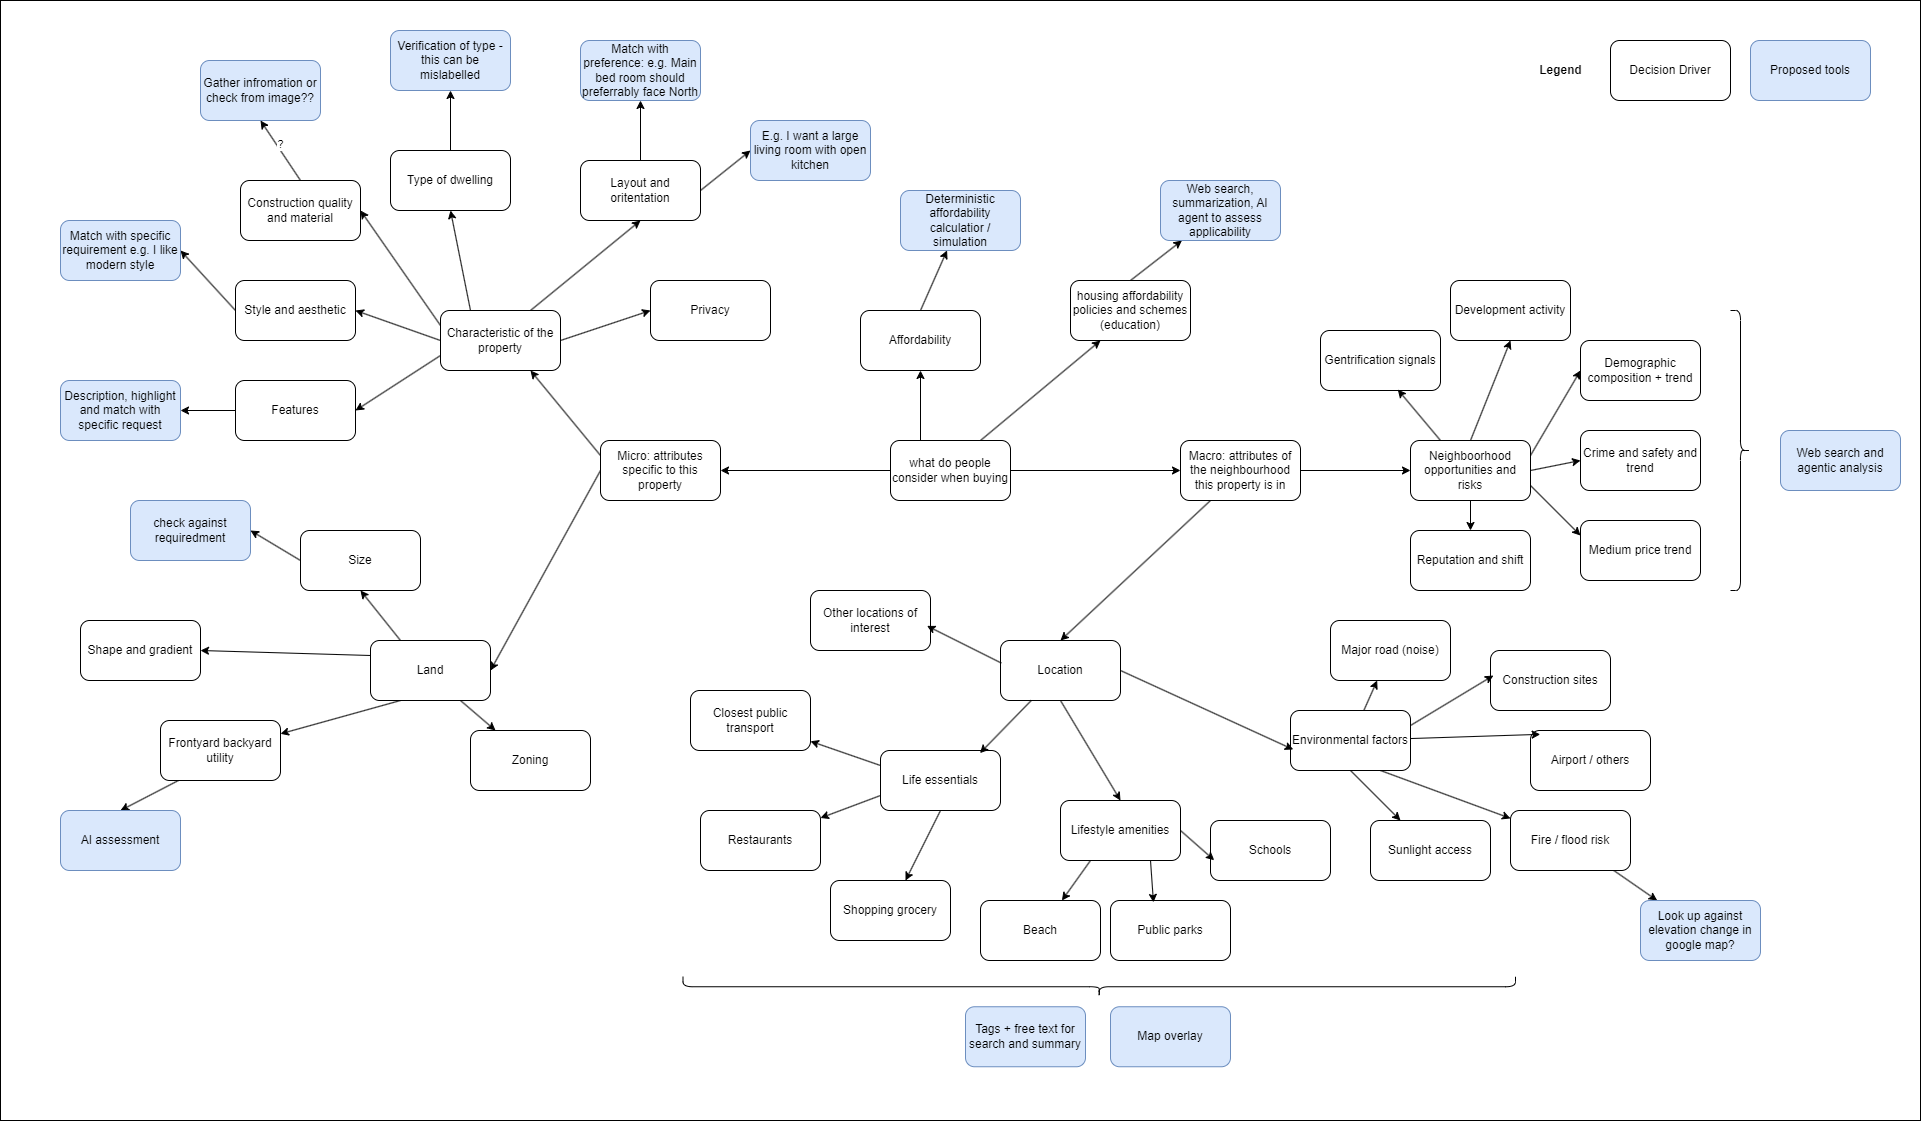 Legend
Decision Driver
Proposed tools
Verification of type -
this can be
mislabelled
Match with
preference: e.g. Main
bed room should
preferrably face North
Gather infromation or
check from image??
?
E.g. I want a large
living room with open
kitchen
Type of dwelling
Layout and
oritentation
Construction quality
and material
Match with specific
requirement e.g. I like
modern style
Style and aesthetic
Characteristic of the
property
Privacy
Features
Description, highlight
and match with
specific request
Deterministic
affordability
calculatior /
simulation
Web search,
summarization, AI
agent to assess
applicability
Affordability
housing affordability
policies and schemes
(education)
Development activity
Gentrification signals
Demographic
composition + trend
Micro: attributes
specific to this
property
what do people
consider when buying
Macro: attributes of
the neighbourhood
this property is in
Neighboorhood
opportunities and
risks
Crime and safety and
trend
Web search and
agentic analysis
Reputation and shift
Medium price trend
check against
requiredment
Size
Shape and gradient
Land
Frontyard backyard
utility
Zoning
AI assessment
Other locations of
interest
Location
Major road (noise)
Construction sites
Closest public
transport
Environmental factors
Airport / others
Life essentials
Restaurants
Lifestyle amenities
Schools
Sunlight access
Fire / flood risk
Shopping grocery
Beach
Public parks
Look up against
elevation change in
google map?
Tags + free text for
search and summary
Map overlay